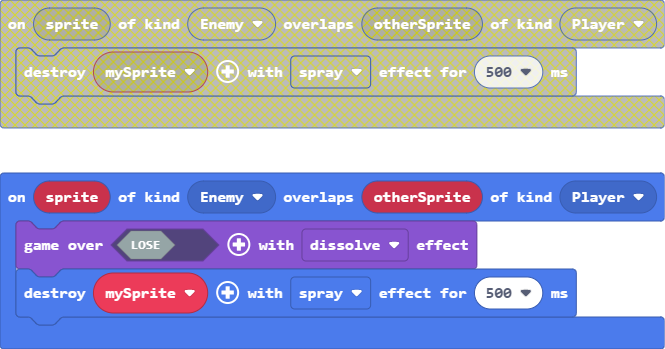 on sprite of kind Enemy overlaps otherSprite of kind Player
destroy mySprite with spray effect for 500 ms
on sprite of kind Enemy overlaps otherSprite of kind Player
game over LOSE with dissolve effect
destroy mySprite with spray effect for 500 ms